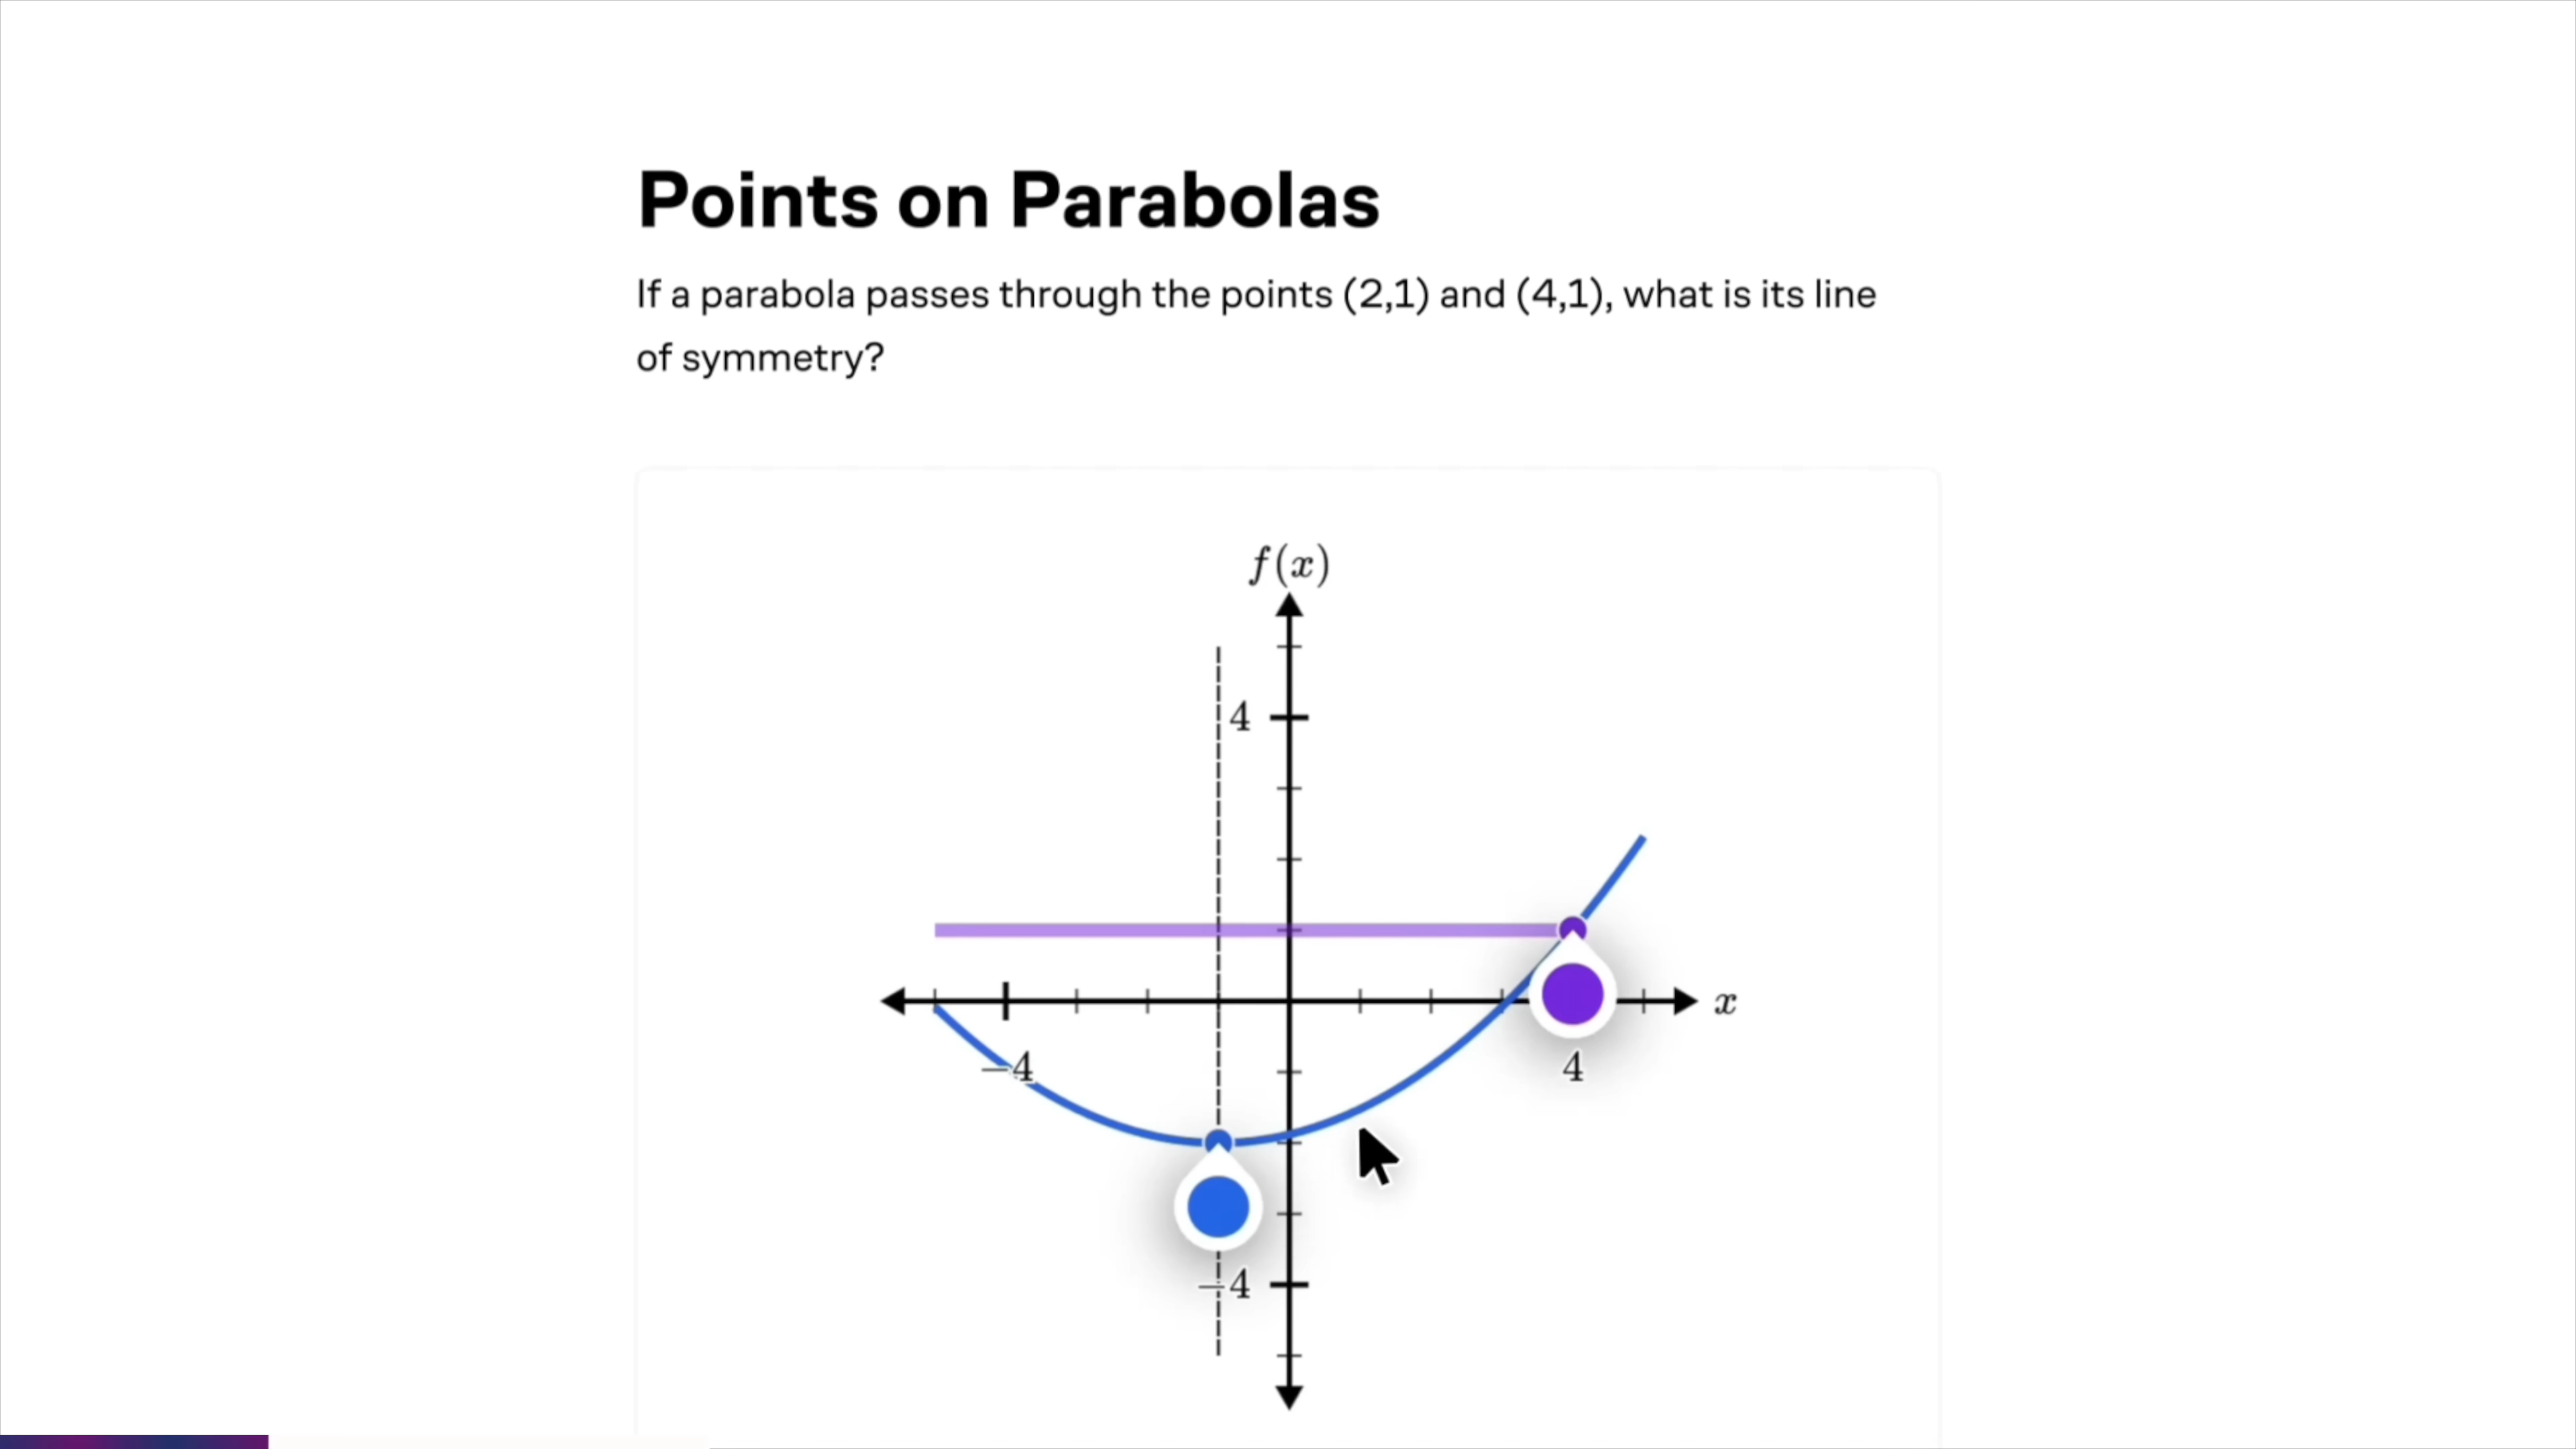 Points on Parabolas
If a parabola passes through the points (2,1) and (4,1), what is its line
of symmetry?
f(x)
4
x
−4
4
−4